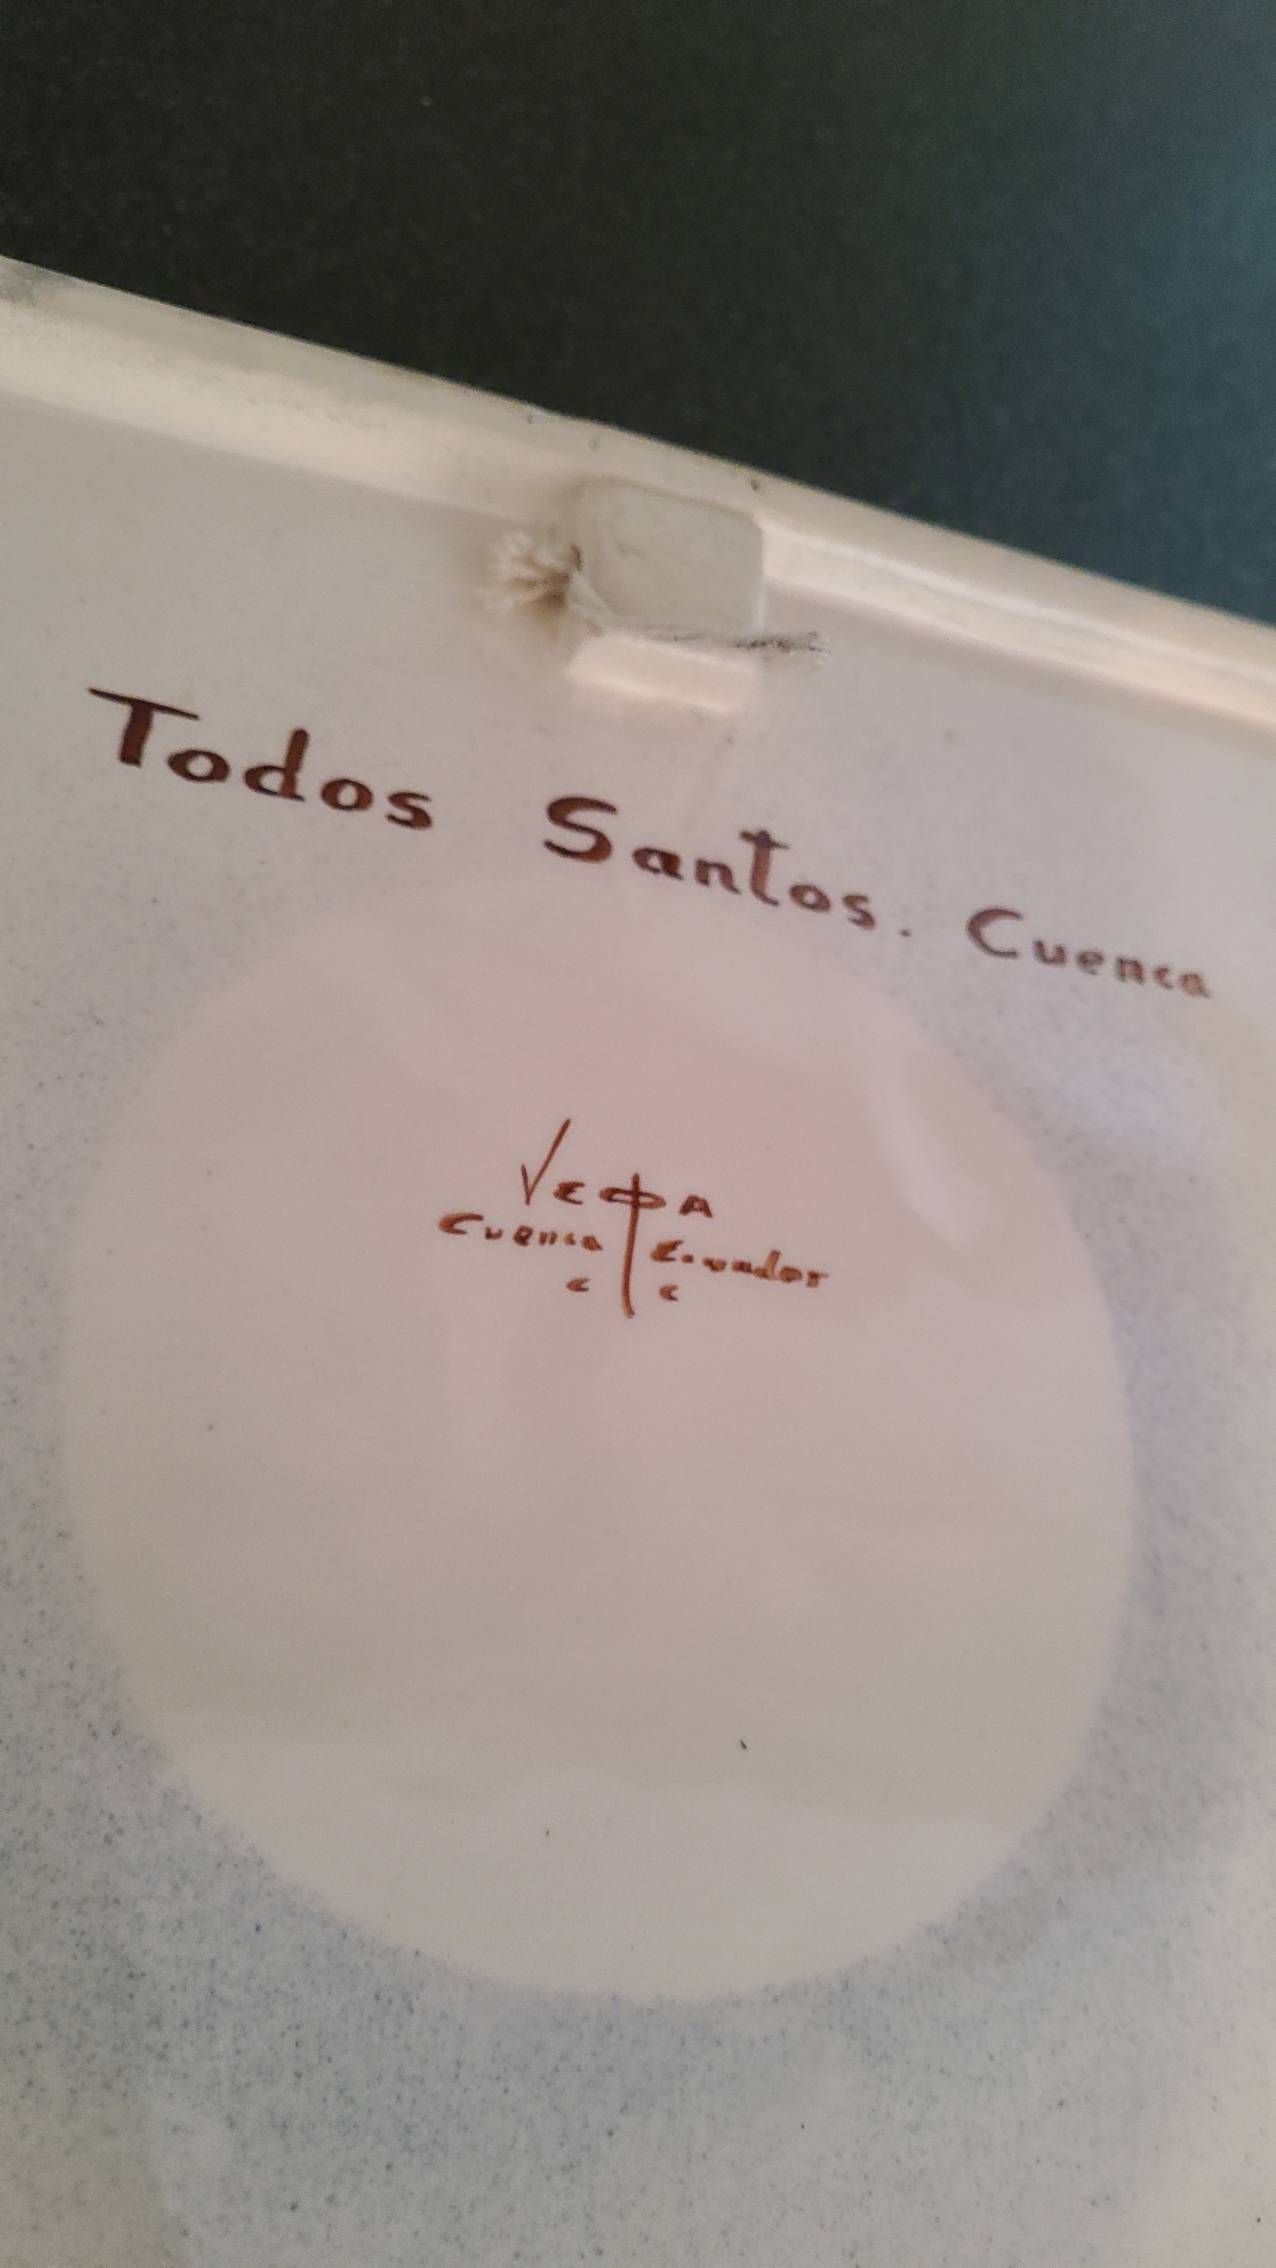 Todos Santos. Cuenca
VEGA
Cuenca Ecuador
c c